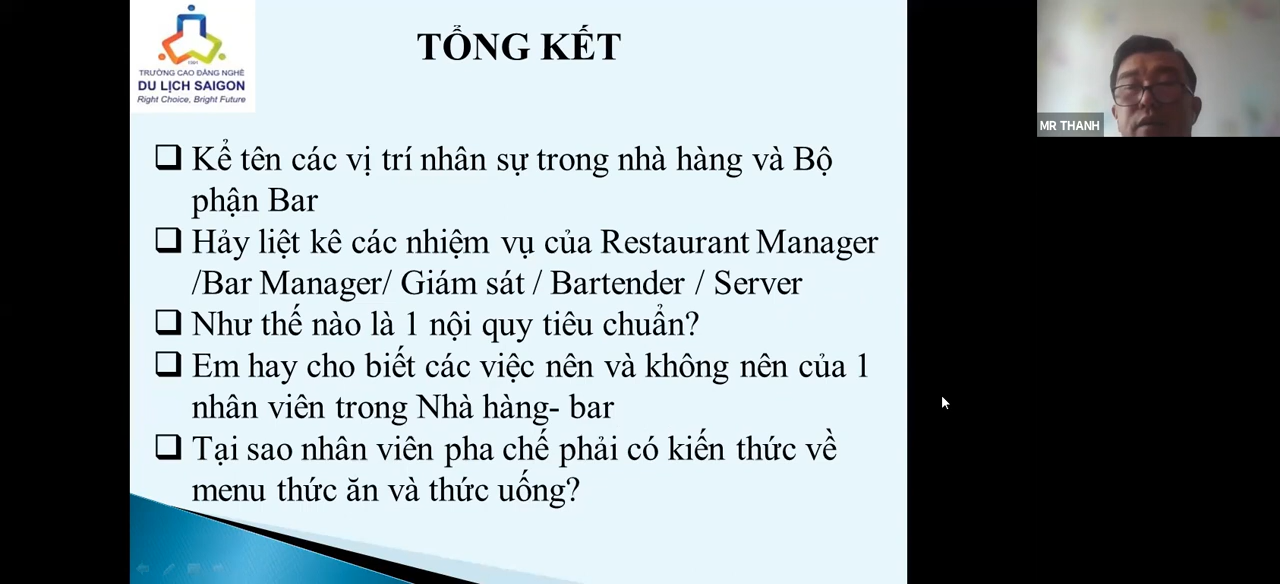 TỔNG KẾT
1991
TRƯỜNG CAO ĐẲNG NGHỀ
DU LỊCH SAIGON
Right Choice, Bright Future
MR THANH
Kể tên các vị trí nhân sự trong nhà hàng và Bộ
phận Bar
Hảy liệt kê các nhiệm vụ của Restaurant Manager
/Bar Manager/ Giám sát / Bartender / Server
Như thế nào là 1 nội quy tiêu chuẩn?
Em hay cho biết các việc nên và không nên của 1
nhân viên trong Nhà hàng- bar
Tại sao nhân viên pha chế phải có kiến thức về
menu thức ăn và thức uống?